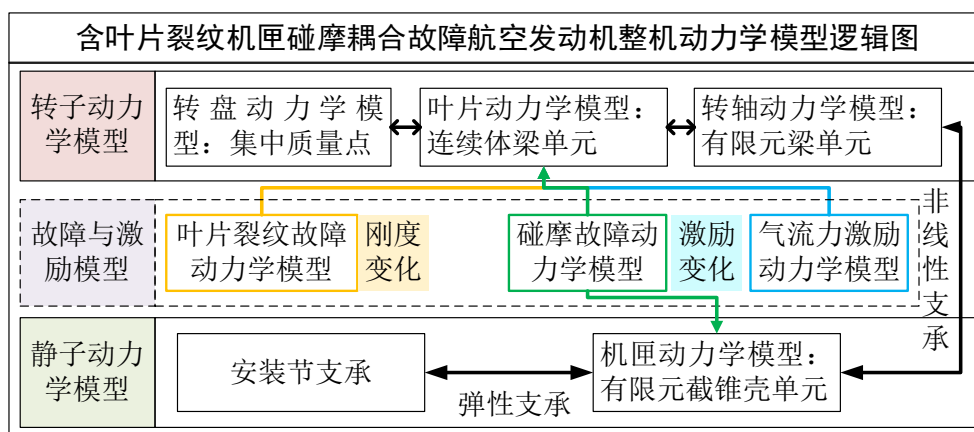 含叶片裂纹机匣碰摩耦合故障航空发动机整机动力学模型逻辑图
转子动力
学模型
转盘动力学模
型：集中质量点
叶片动力学模型：
连续体梁单元
转轴动力学模型：
有限元梁单元
故障与激
励模型
叶片裂纹故障
动力学模型
刚度
变化
碰摩故障动
力学模型
激励
变化
气流力激励
动力学模型
非线性支承
静子动力
学模型
安装节支承
弹性支承
机匣动力学模型：
有限元截锥壳单元